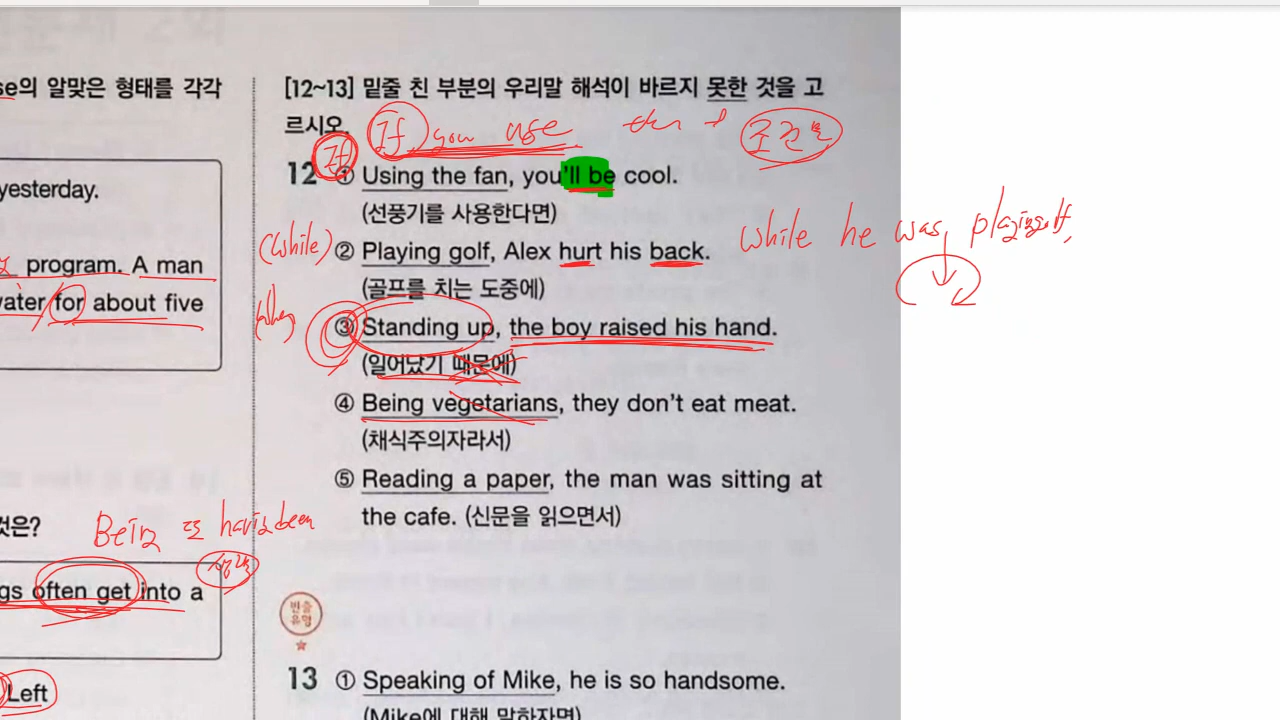 se의 알맞은 형태를 각각
yesterday.
program. A man
water for about five
것은?
Being 또 having been
생략
gs often get into a
Left
[12~13] 밑줄 친 부분의 우리말 해석이 바르지 못한 것을 고
르시오.
If you use
조건문
If
12 ① Using the fan, you'll be cool.
(선풍기를 사용한다면)
(While) ② Playing golf, Alex hurt his back.
while he was playing golf,
(골프를 치는 도중에)
(When) ③ Standing up, the boy raised his hand.
(일어났기 때문에)
④ Being vegetarians, they don't eat meat.
(채식주의자라서)
⑤ Reading a paper, the man was sitting at
the cafe. (신문을 읽으면서)
빈출
유형
13 ① Speaking of Mike, he is so handsome.
(Mike에 대해 말하자면)